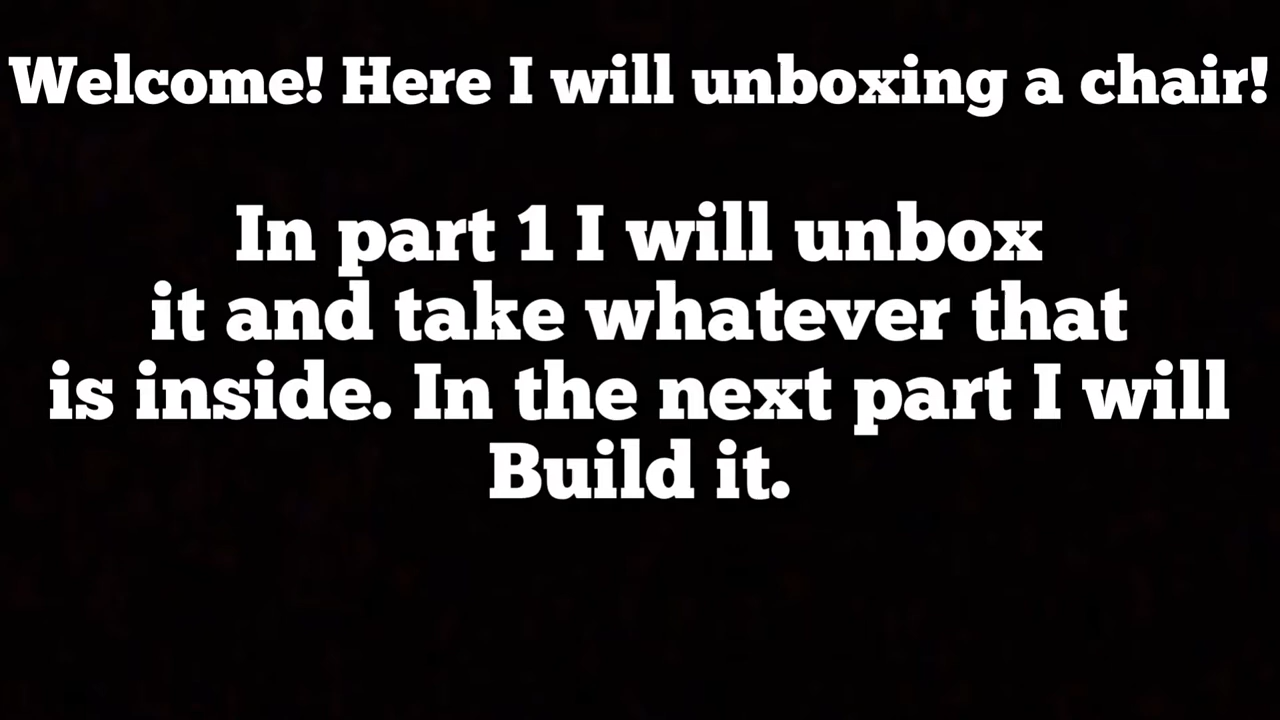 Welcome! Here I will unboxing a chair!
In part 1 I will unbox
it and take whatever that
is inside. In the next part I will
Build it.